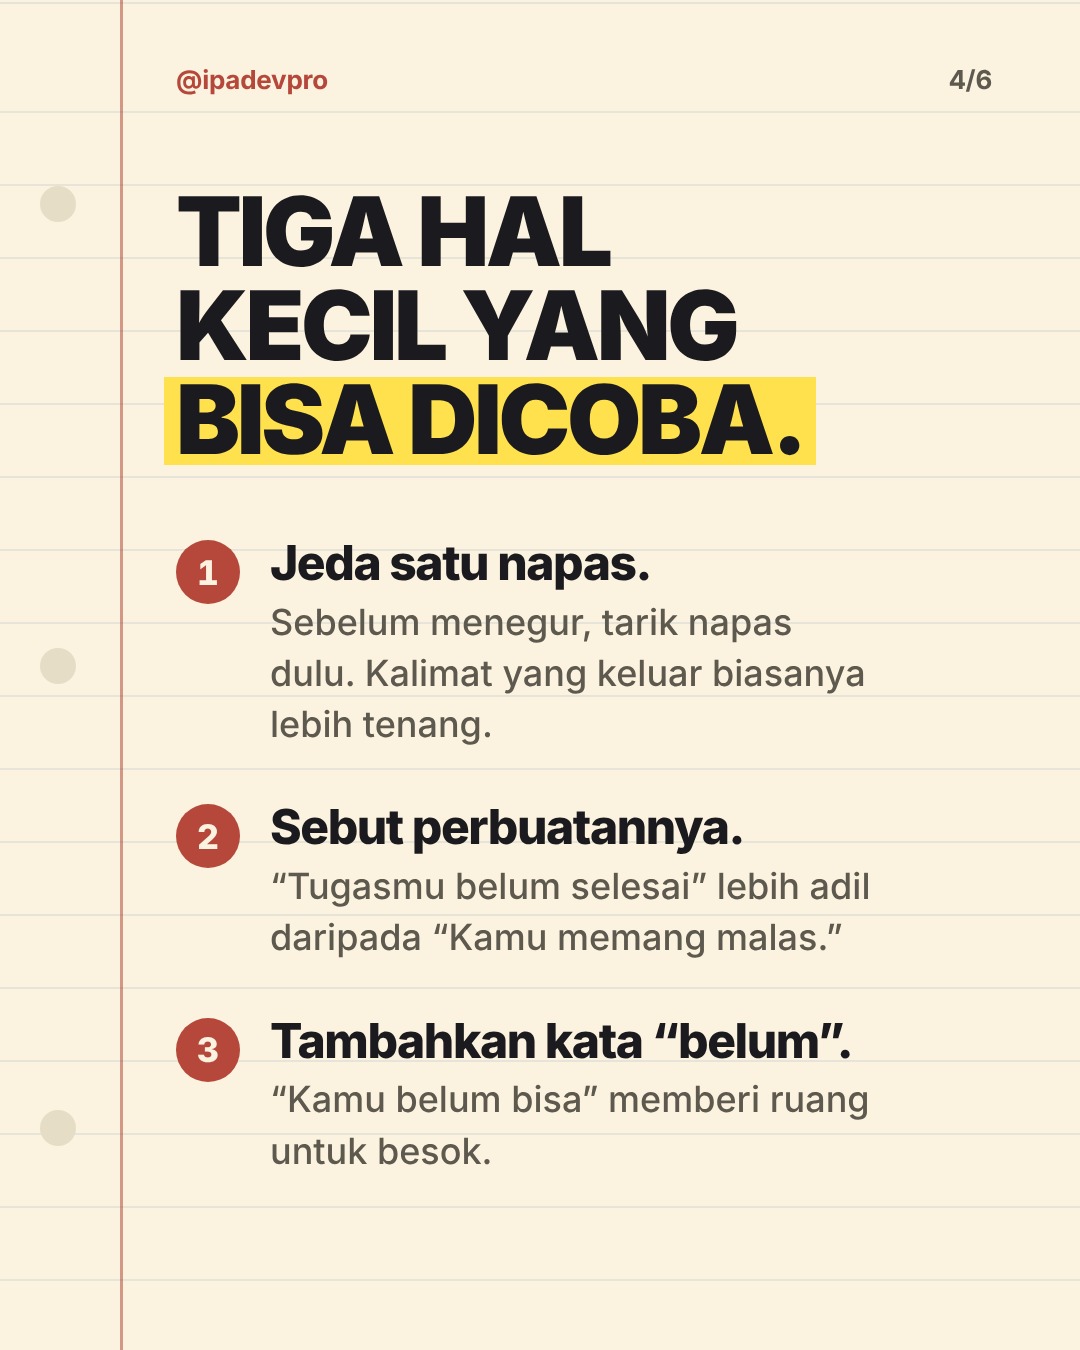 @ipadevpro
4/6
TIGA HAL
KECIL YANG
BISA DICOBA.
1
Jeda satu napas.
Sebelum menegur, tarik napas
dulu. Kalimat yang keluar biasanya
lebih tenang.
2
Sebut perbuatannya.
“Tugasmu belum selesai” lebih adil
daripada “Kamu memang malas.”
3
Tambahkan kata “belum”.
“Kamu belum bisa” memberi ruang
untuk besok.